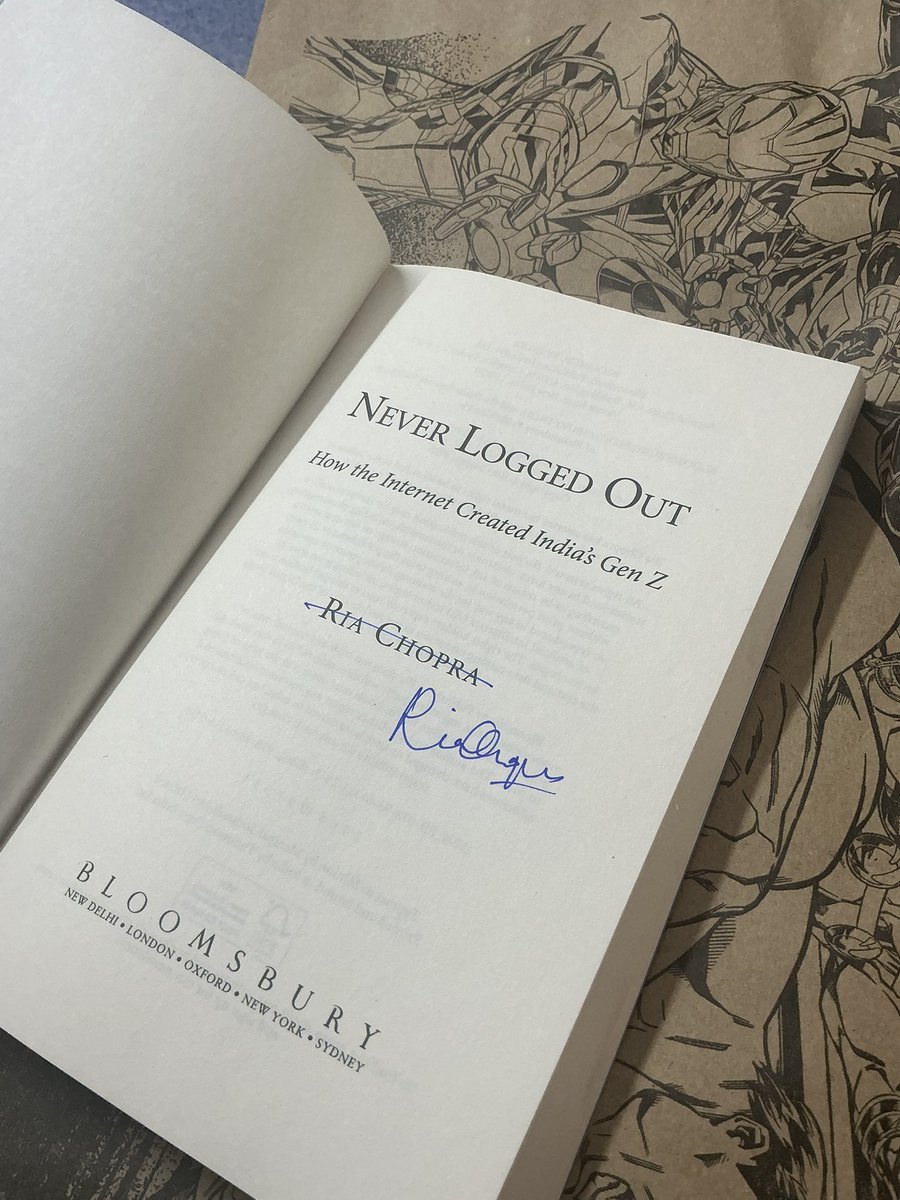 NEVER LOGGED OUT
How the Internet Created India's Gen Z
RIA CHOPRA
BLOOMSBURY
NEW DELHI • LONDON • OXFORD • NEW YORK • SYDNEY